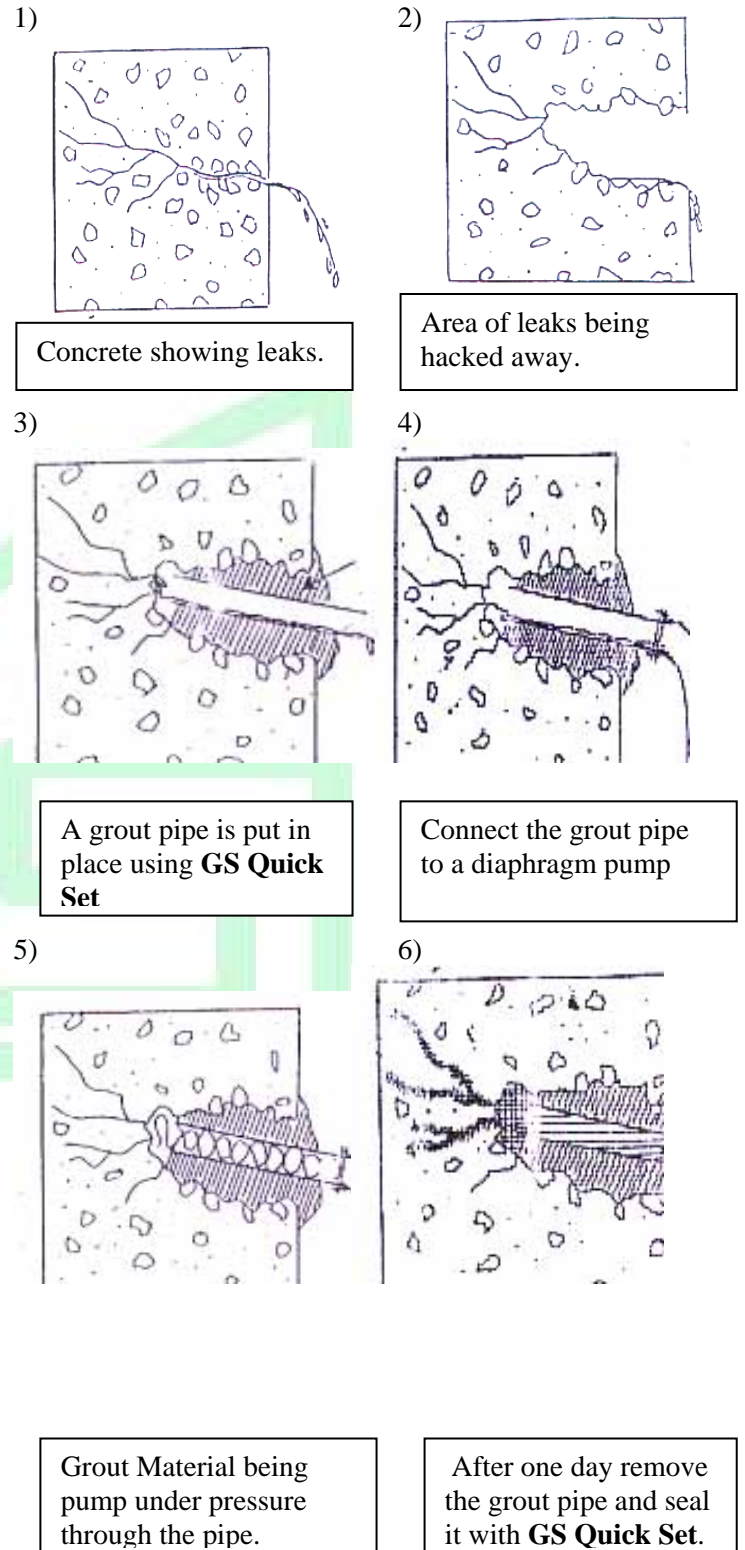 1)
2)
Concrete showing leaks.
Area of leaks being
hacked away.
3)
4)
A grout pipe is put in
place using GS Quick
Set
Connect the grout pipe
to a diaphragm pump
5)
6)
Grout Material being
pump under pressure
through the pipe.
After one day remove
the grout pipe and seal
it with GS Quick Set.